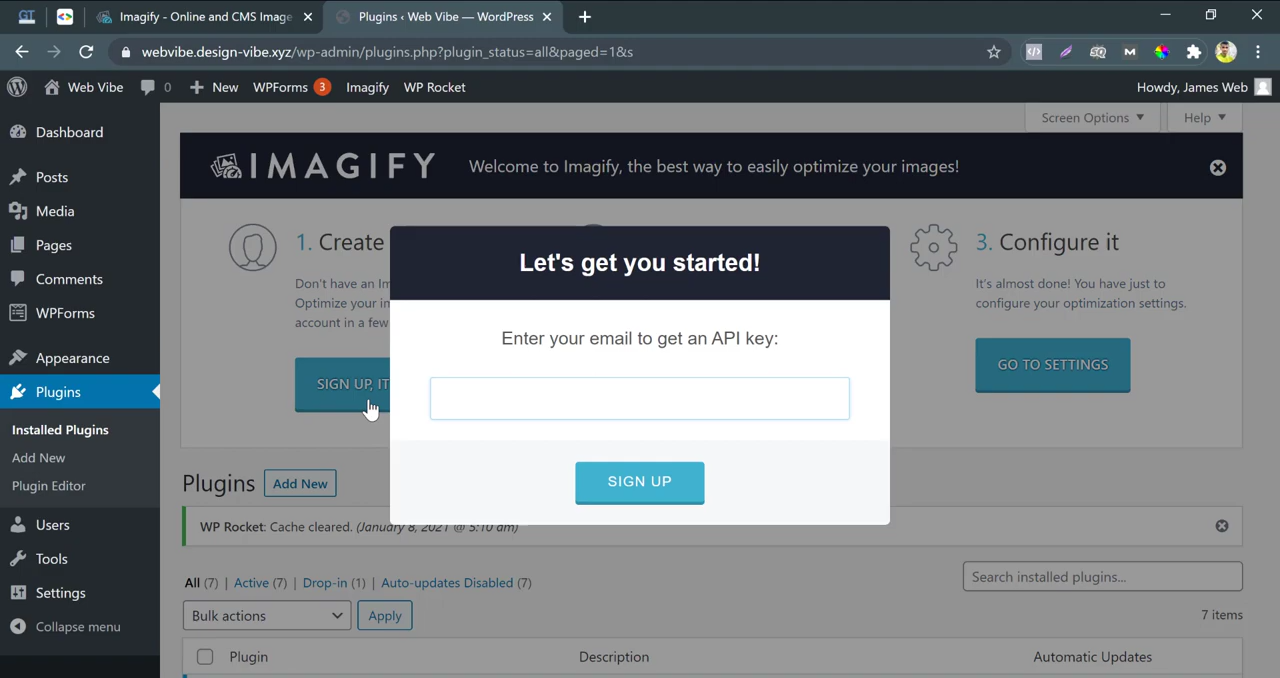 GT
Imagify - Online and CMS Image
Plugins ‹ Web Vibe — WordPress
webvibe.design-vibe.xyz/wp-admin/plugins.php?plugin_status=all&paged=1&s
SQ
M
Web Vibe
0
New
WPForms 3
Imagify
WP Rocket
Howdy, James Web
Screen Options
Help
Dashboard
Posts
Media
Pages
Comments
WPForms
Appearance
Plugins
Installed Plugins
Add New
Plugin Editor
Users
Tools
Settings
Collapse menu
IMAGIFY
Welcome to Imagify, the best way to easily optimize your images!
1. Create
Don't have an Im
Optimize your in
account in a few
SIGN UP, IT
Let's get you started!
Enter your email to get an API key:
SIGN UP
3. Configure it
It's almost done! You have just to
configure your optimization settings.
GO TO SETTINGS
Plugins
Add New
WP Rocket: Cache cleared. (January 8, 2021 @ 5:10 am)
All (7) | Active (7) | Drop-in (1) | Auto-updates Disabled (7)
Search installed plugins...
Bulk actions
Apply
7 items
Plugin
Description
Automatic Updates